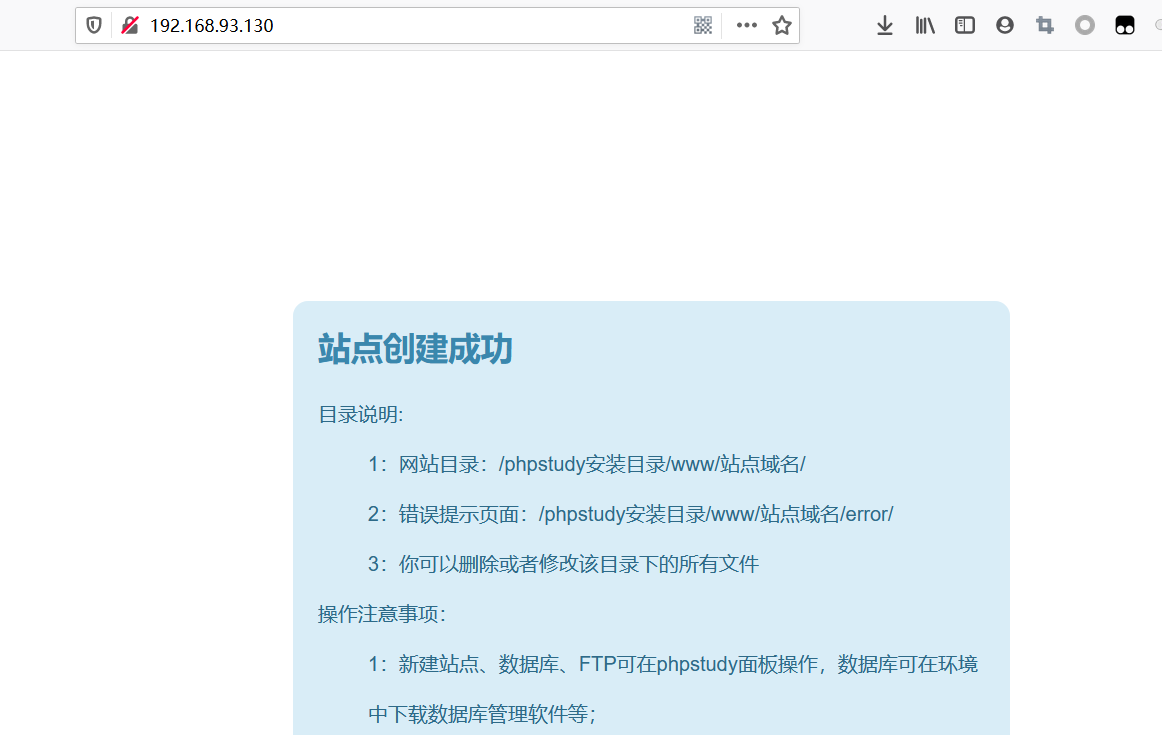 192.168.93.130
站点创建成功
目录说明:
1：网站目录：/phpstudy安装目录/www/站点域名/
2：错误提示页面：/phpstudy安装目录/www/站点域名/error/
3：你可以删除或者修改该目录下的所有文件
操作注意事项：
1：新建站点、数据库、FTP可在phpstudy面板操作，数据库可在环境
中下载数据库管理软件等；